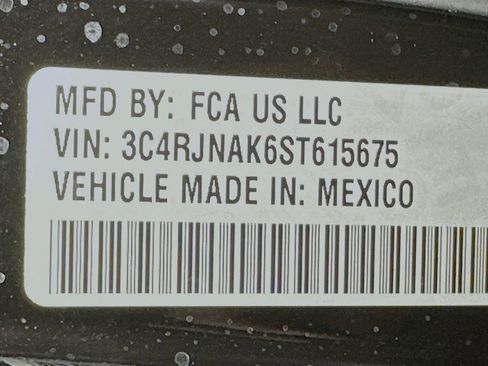 MFD BY: FCA US LLC
VIN: 3C4RJNAK6ST615675
VEHICLE MADE IN: MEXICO